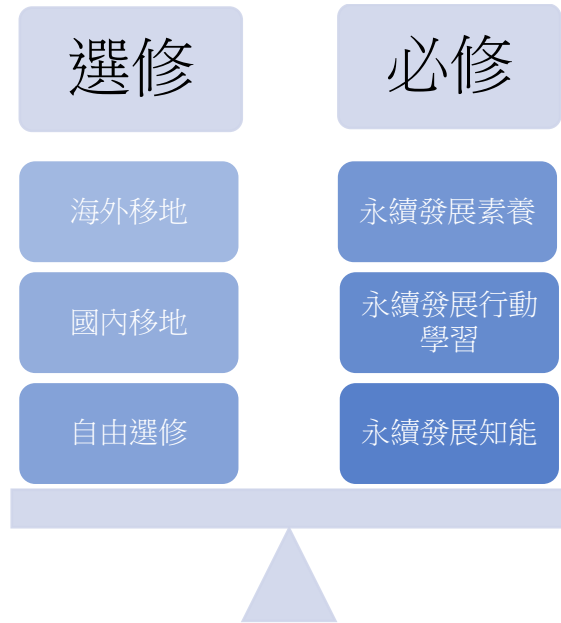 選修
海外移地
國內移地
自由選修
必修
永續發展素養
永續發展行動
學習
永續發展知能